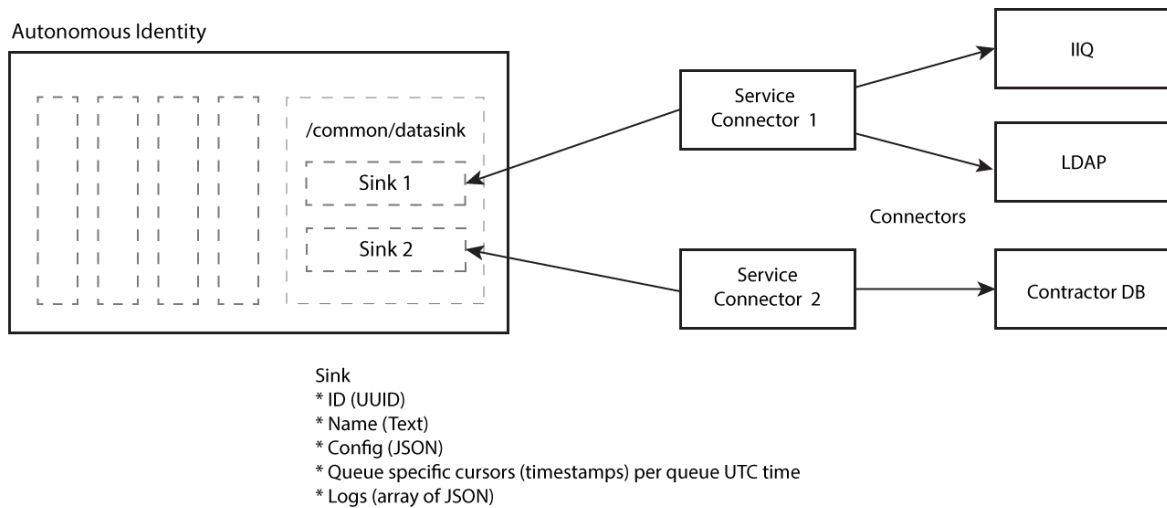 Autonomous Identity
/common/datasink
Sink 1
Sink 2
Service
Connector 1
Service
Connector 2
Connectors
IIQ
LDAP
Contractor DB
Sink
* ID (UUID)
* Name (Text)
* Config (JSON)
* Queue specific cursors (timestamps) per queue UTC time
* Logs (array of JSON)